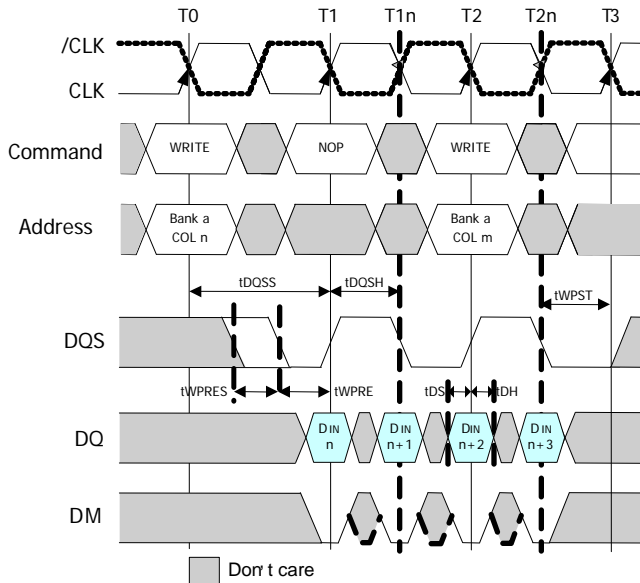 T0 T1 T1n T2 T2n T3
/CLK
CLK
Command WRITE NOP WRITE
Address Bank a COL n Bank a COL m
tDQSS tDQSH tWPST
DQS
tWPRES tWPRE tDS tDH
DQ DIN n DIN n+1 DIN n+2 DIN n+3
DM
Don't care